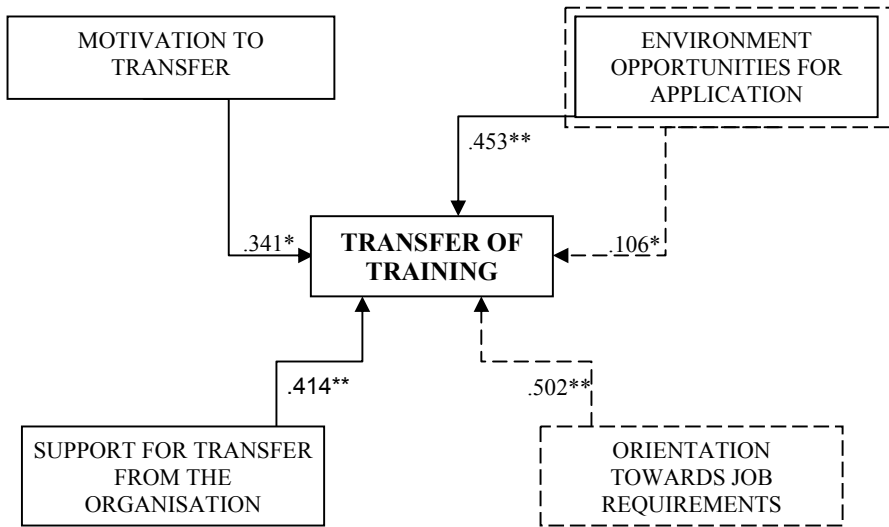 MOTIVATION TO
TRANSFER
ENVIRONMENT
OPPORTUNITIES FOR
APPLICATION
.453**
.341*
TRANSFER OF
TRAINING
.106*
.414**
.502**
SUPPORT FOR TRANSFER
FROM THE
ORGANISATION
ORIENTATION
TOWARDS JOB
REQUIREMENTS